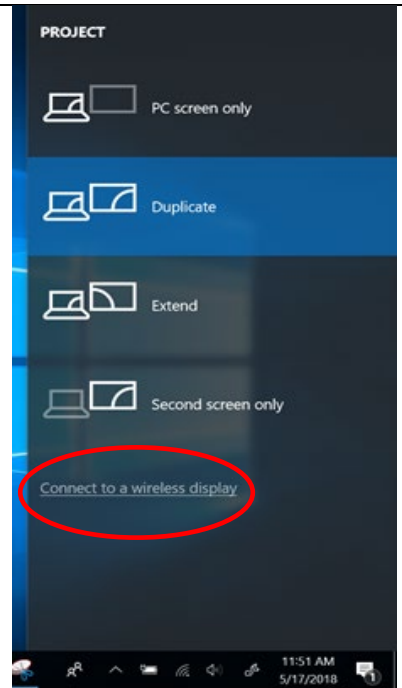 PROJECT
PC screen only
Duplicate
Extend
Second screen only
Connect to a wireless display
11:51 AM
5/17/2018
1